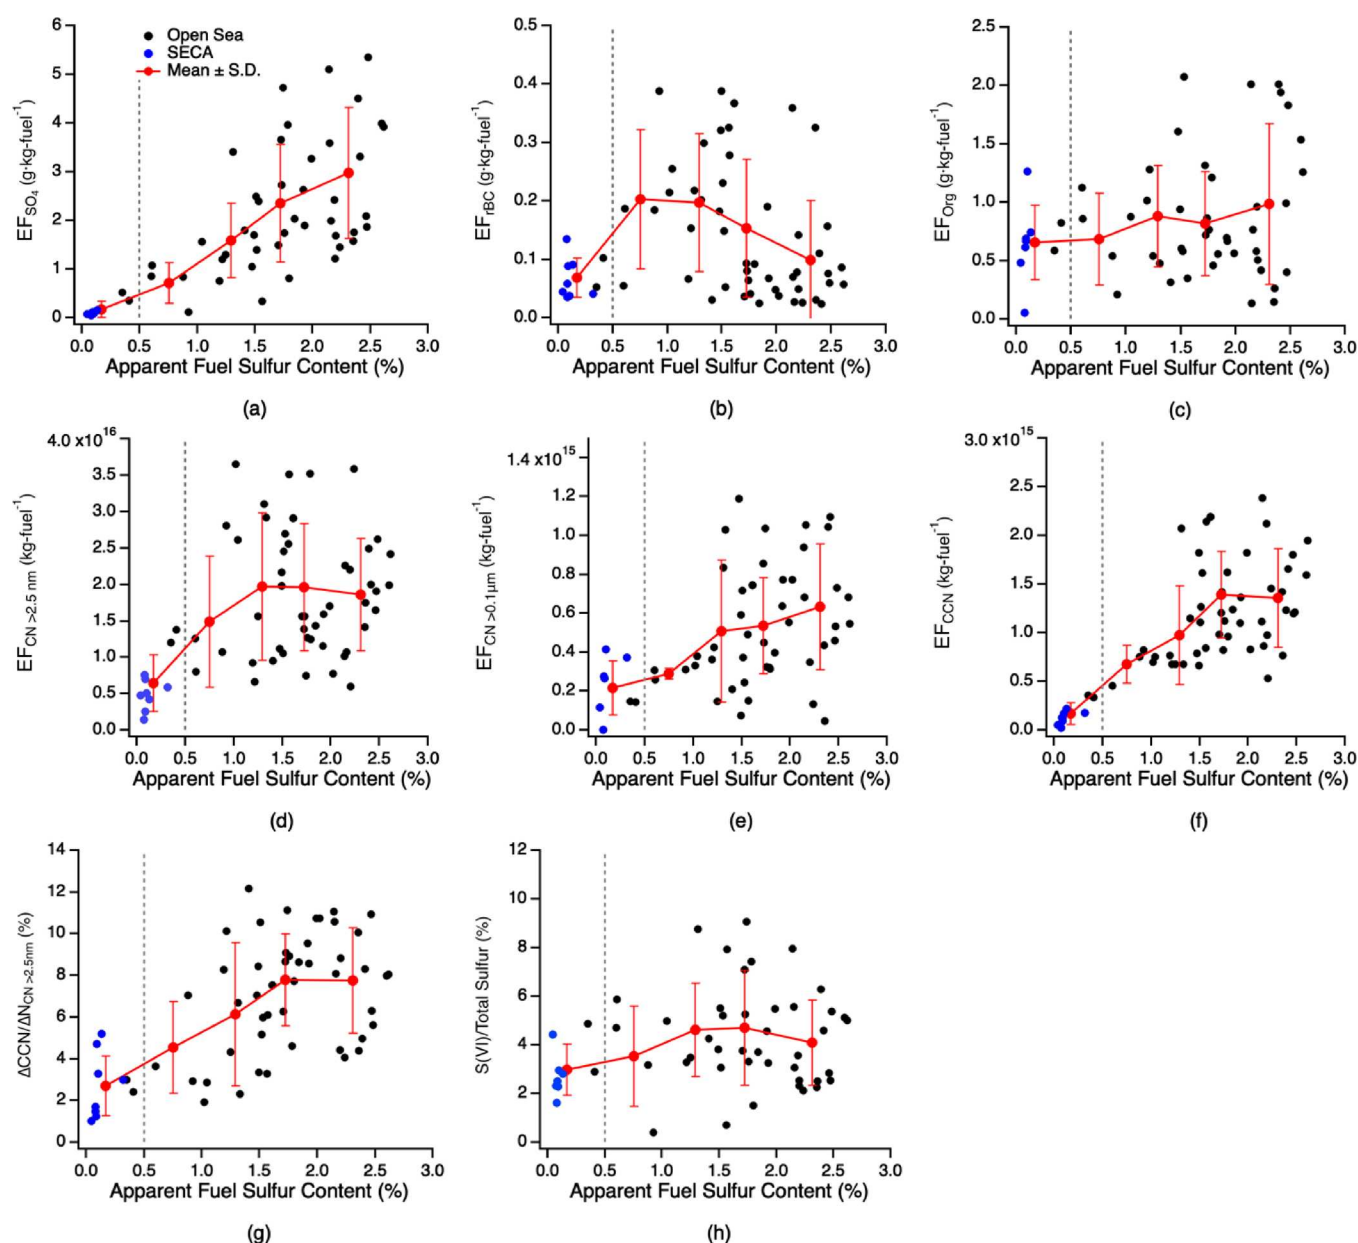 6
5
4
3
2
1
0
EF_SO4 (g·kg-fuel⁻¹)
Open Sea
SECA
Mean ± S.D.
0.0 0.5 1.0 1.5 2.0 2.5 3.0
Apparent Fuel Sulfur Content (%)
(a)
0.5
0.4
0.3
0.2
0.1
0.0
EF_rBC (g·kg-fuel⁻¹)
0.0 0.5 1.0 1.5 2.0 2.5 3.0
Apparent Fuel Sulfur Content (%)
(b)
2.5
2.0
1.5
1.0
0.5
0.0
EF_Org (g·kg-fuel⁻¹)
0.0 0.5 1.0 1.5 2.0 2.5 3.0
Apparent Fuel Sulfur Content (%)
(c)
4.0 x10¹⁶
3.5
3.0
2.5
2.0
1.5
1.0
0.5
0.0
EF_CN >2.5 nm (kg-fuel⁻¹)
0.0 0.5 1.0 1.5 2.0 2.5 3.0
Apparent Fuel Sulfur Content (%)
(d)
1.4 x10¹⁵
1.2
1.0
0.8
0.6
0.4
0.2
0.0
EF_CN >0.1µm (kg-fuel⁻¹)
0.0 0.5 1.0 1.5 2.0 2.5 3.0
Apparent Fuel Sulfur Content (%)
(e)
3.0 x10¹⁵
2.5
2.0
1.5
1.0
0.5
0.0
EF_CCN (kg-fuel⁻¹)
0.0 0.5 1.0 1.5 2.0 2.5 3.0
Apparent Fuel Sulfur Content (%)
(f)
14
12
10
8
6
4
2
0
ΔCCN/ΔN_CN >2.5nm (%)
0.0 0.5 1.0 1.5 2.0 2.5 3.0
Apparent Fuel Sulfur Content (%)
(g)
12
10
8
6
4
2
0
S(VI)/Total Sulfur (%)
0.0 0.5 1.0 1.5 2.0 2.5 3.0
Apparent Fuel Sulfur Content (%)
(h)